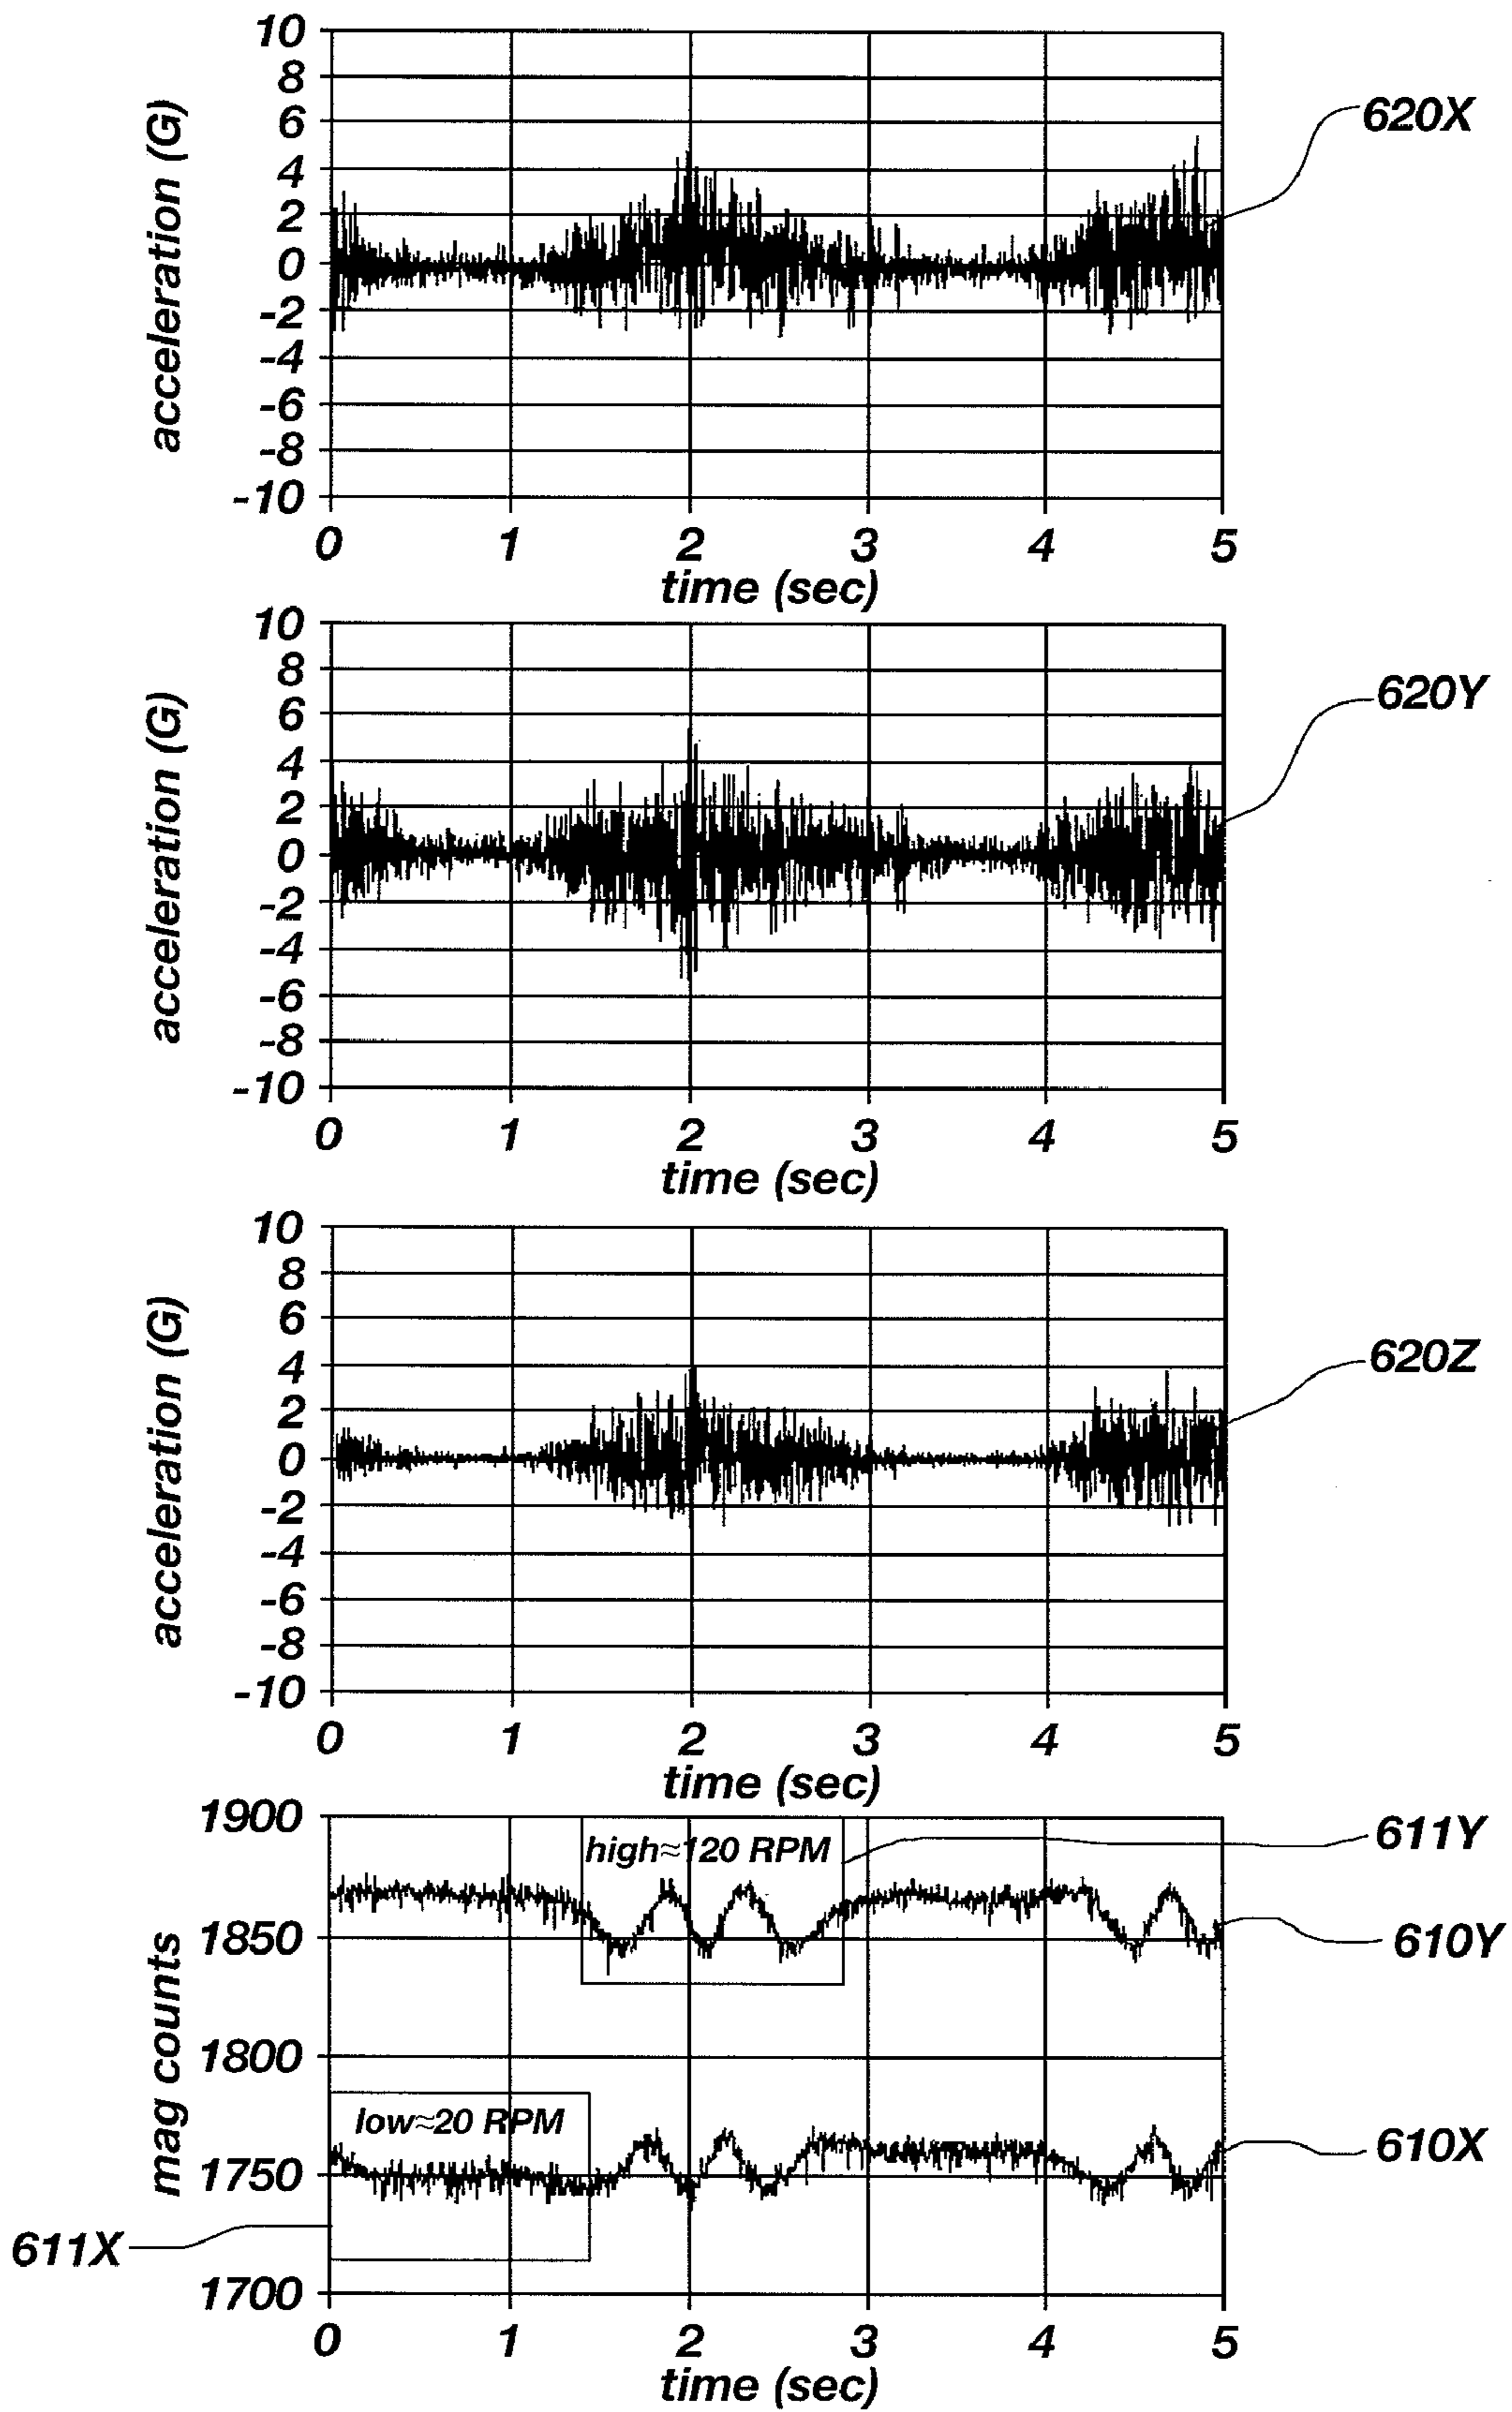 10
8
6
4
2
0
-2
-4
-6
-8
-10
acceleration (G)
620X
0 1 2 3 4 5
time (sec)
10
8
6
4
2
0
-2
-4
-6
-8
-10
acceleration (G)
620Y
0 1 2 3 4 5
time (sec)
10
8
6
4
2
0
-2
-4
-6
-8
-10
acceleration (G)
620Z
0 1 2 3 4 5
time (sec)
1900
1850
1800
1750
1700
mag counts
high≈120 RPM
611Y
610Y
low≈20 RPM
610X
611X
0 1 2 3 4 5
time (sec)